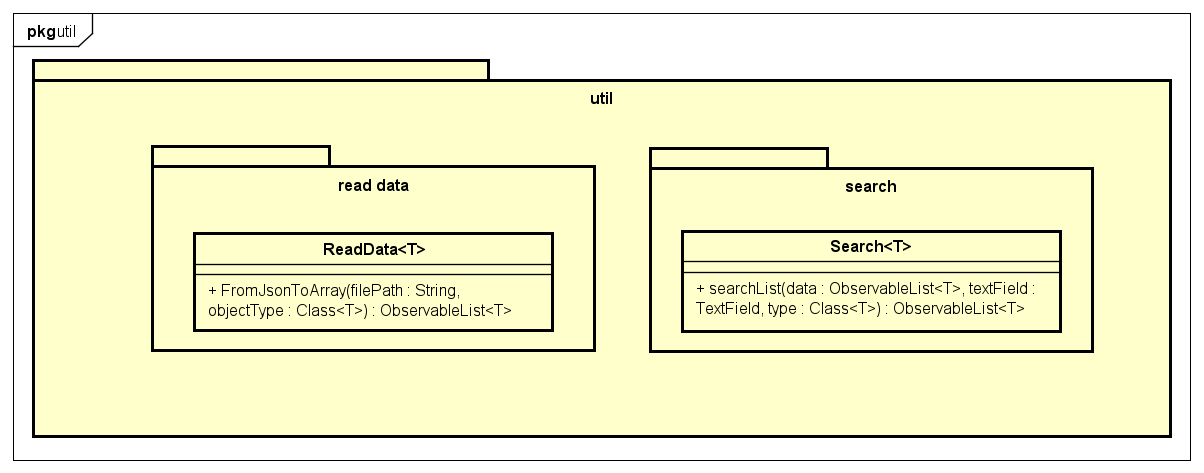 pkgutil
util
read data
ReadData<T>
+ FromJsonToArray(filePath : String,
objectType : Class<T>) : ObservableList<T>
search
Search<T>
+ searchList(data : ObservableList<T>, textField :
TextField, type : Class<T>) : ObservableList<T>